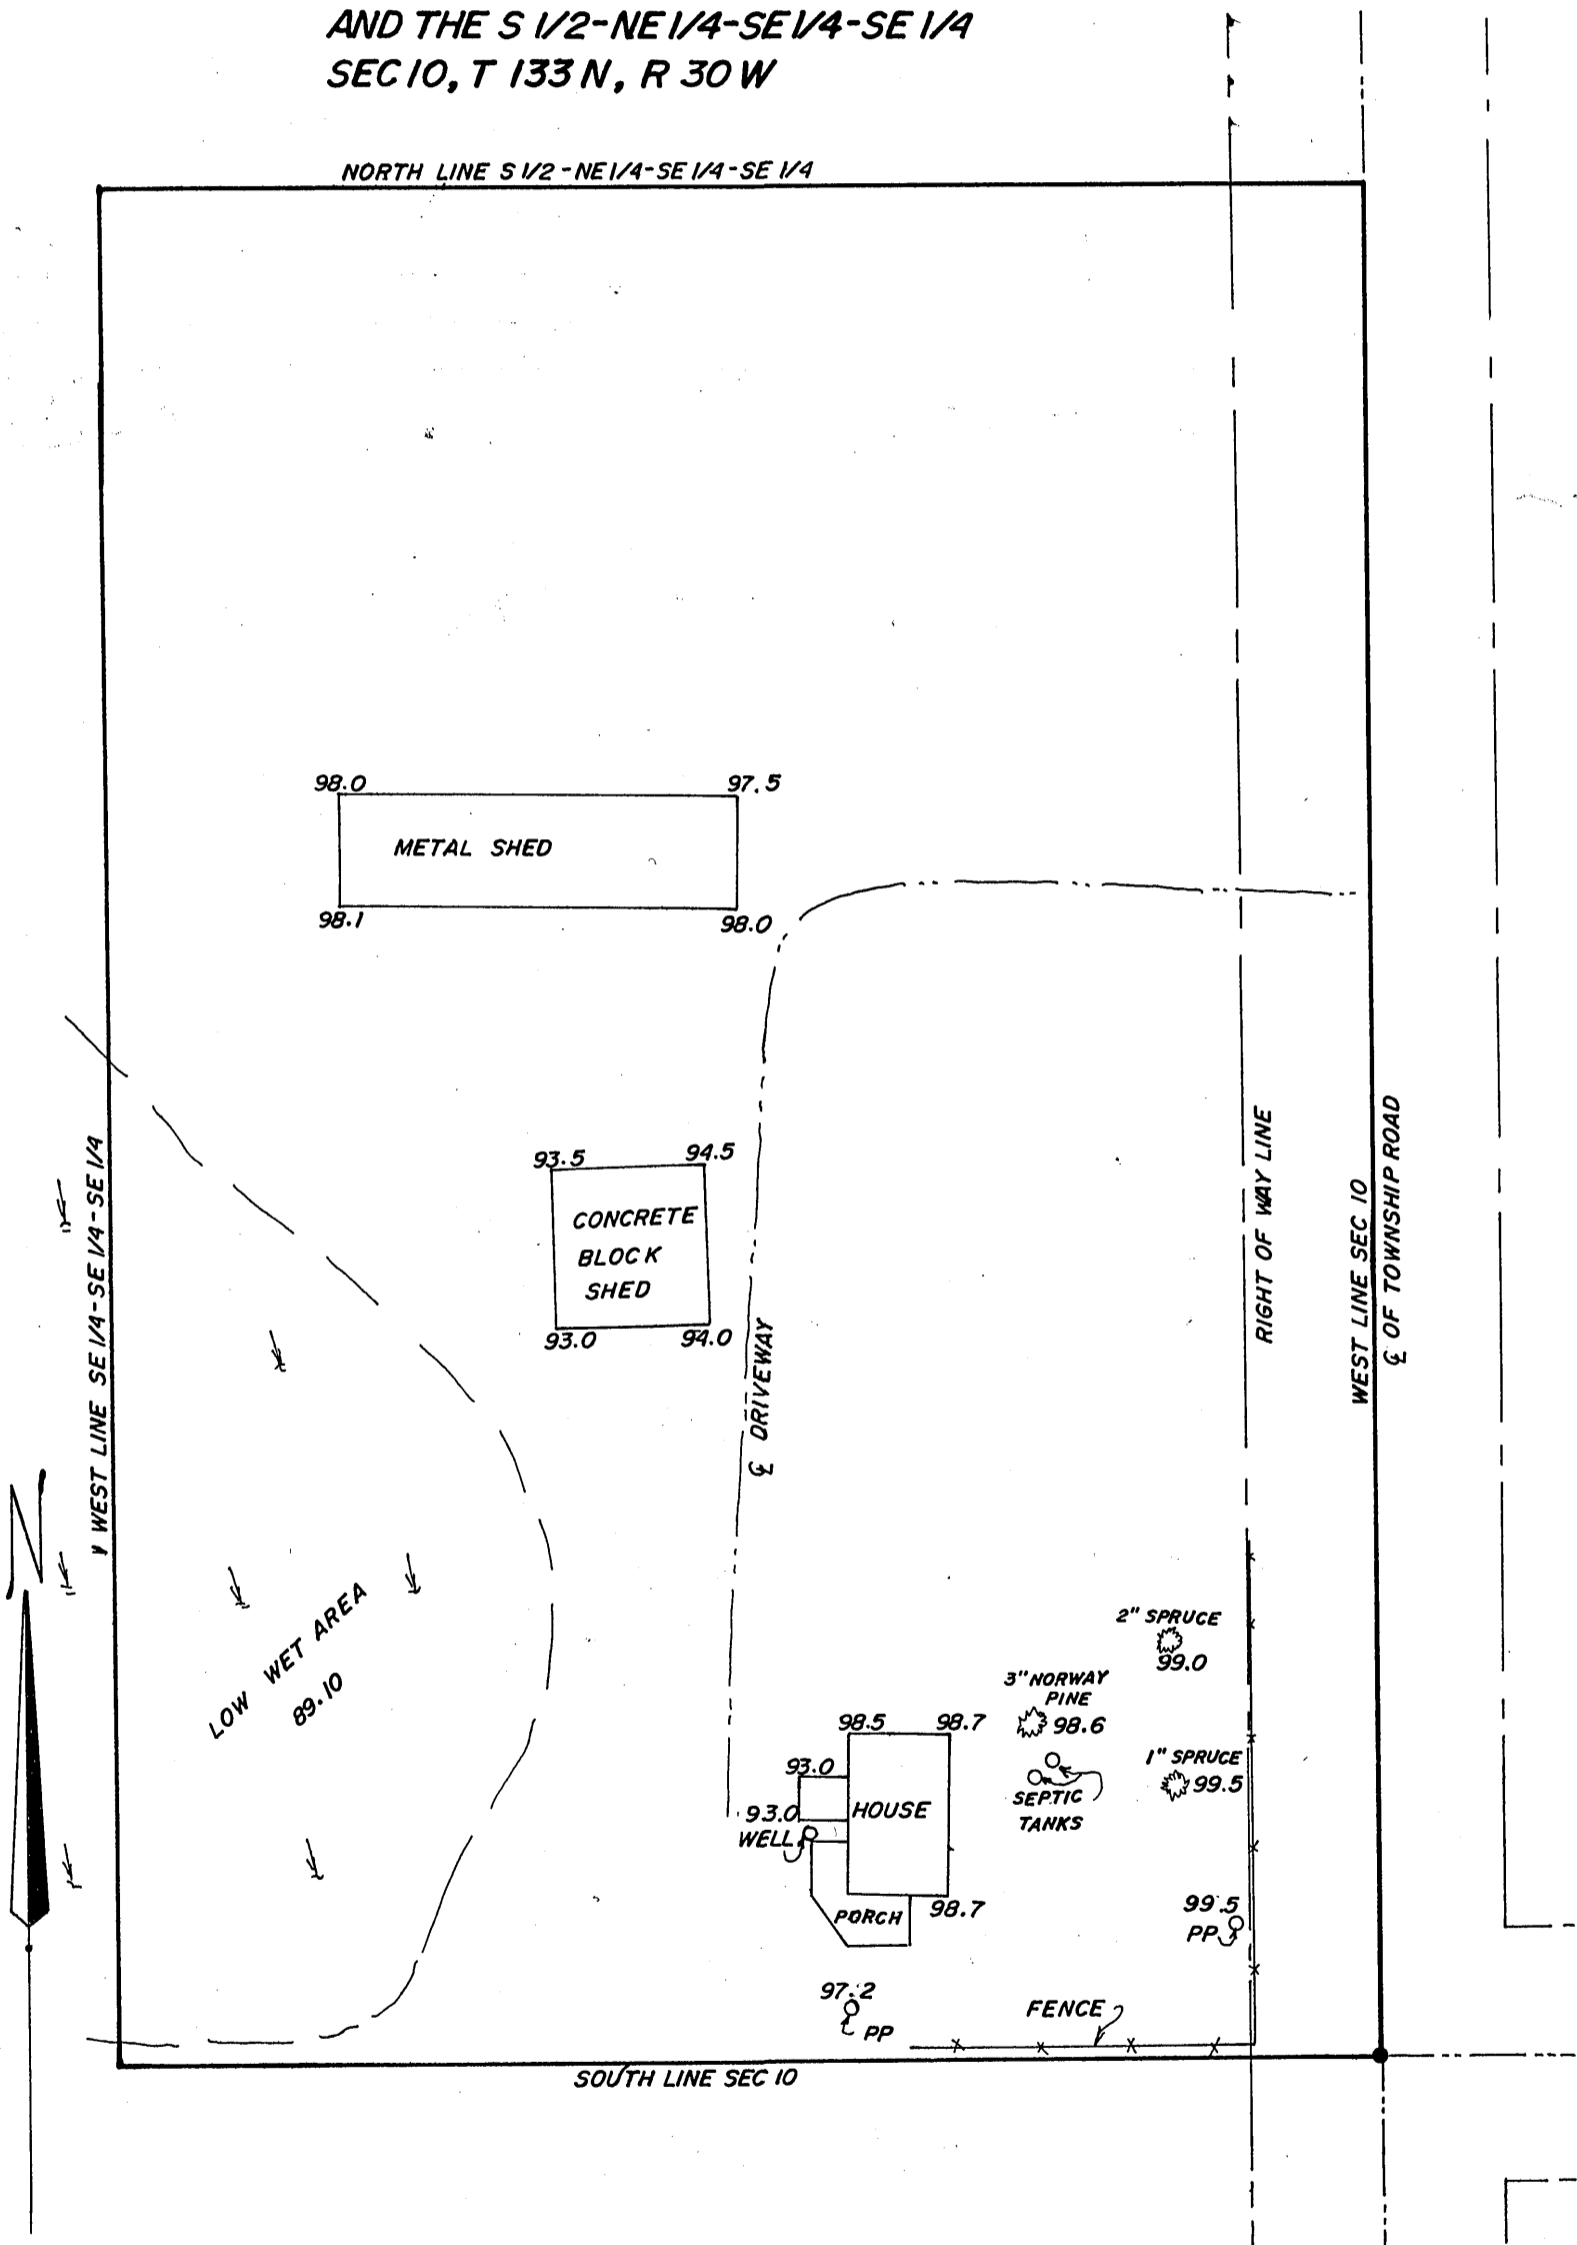 AND THE S 1/2-NE 1/4-SE 1/4-SE 1/4
SEC 10, T 133 N, R 30 W
NORTH LINE S 1/2 - NE 1/4 - SE 1/4 - SE 1/4
98.0
97.5
METAL SHED
98.1
98.0
93.5
94.5
CONCRETE
BLOCK
SHED
93.0
94.0
WEST LINE SE 1/4 - SE 1/4 - SE 1/4
℄ DRIVEWAY
RIGHT OF WAY LINE
WEST LINE SEC 10
℄ OF TOWNSHIP ROAD
N
LOW WET AREA
89.10
2" SPRUCE
99.0
3" NORWAY
PINE
98.6
98.5
98.7
1" SPRUCE
99.5
93.0
HOUSE
SEPTIC
TANKS
93.0
WELL
PORCH
98.7
99.5
PP
97.2
PP
FENCE
SOUTH LINE SEC 10